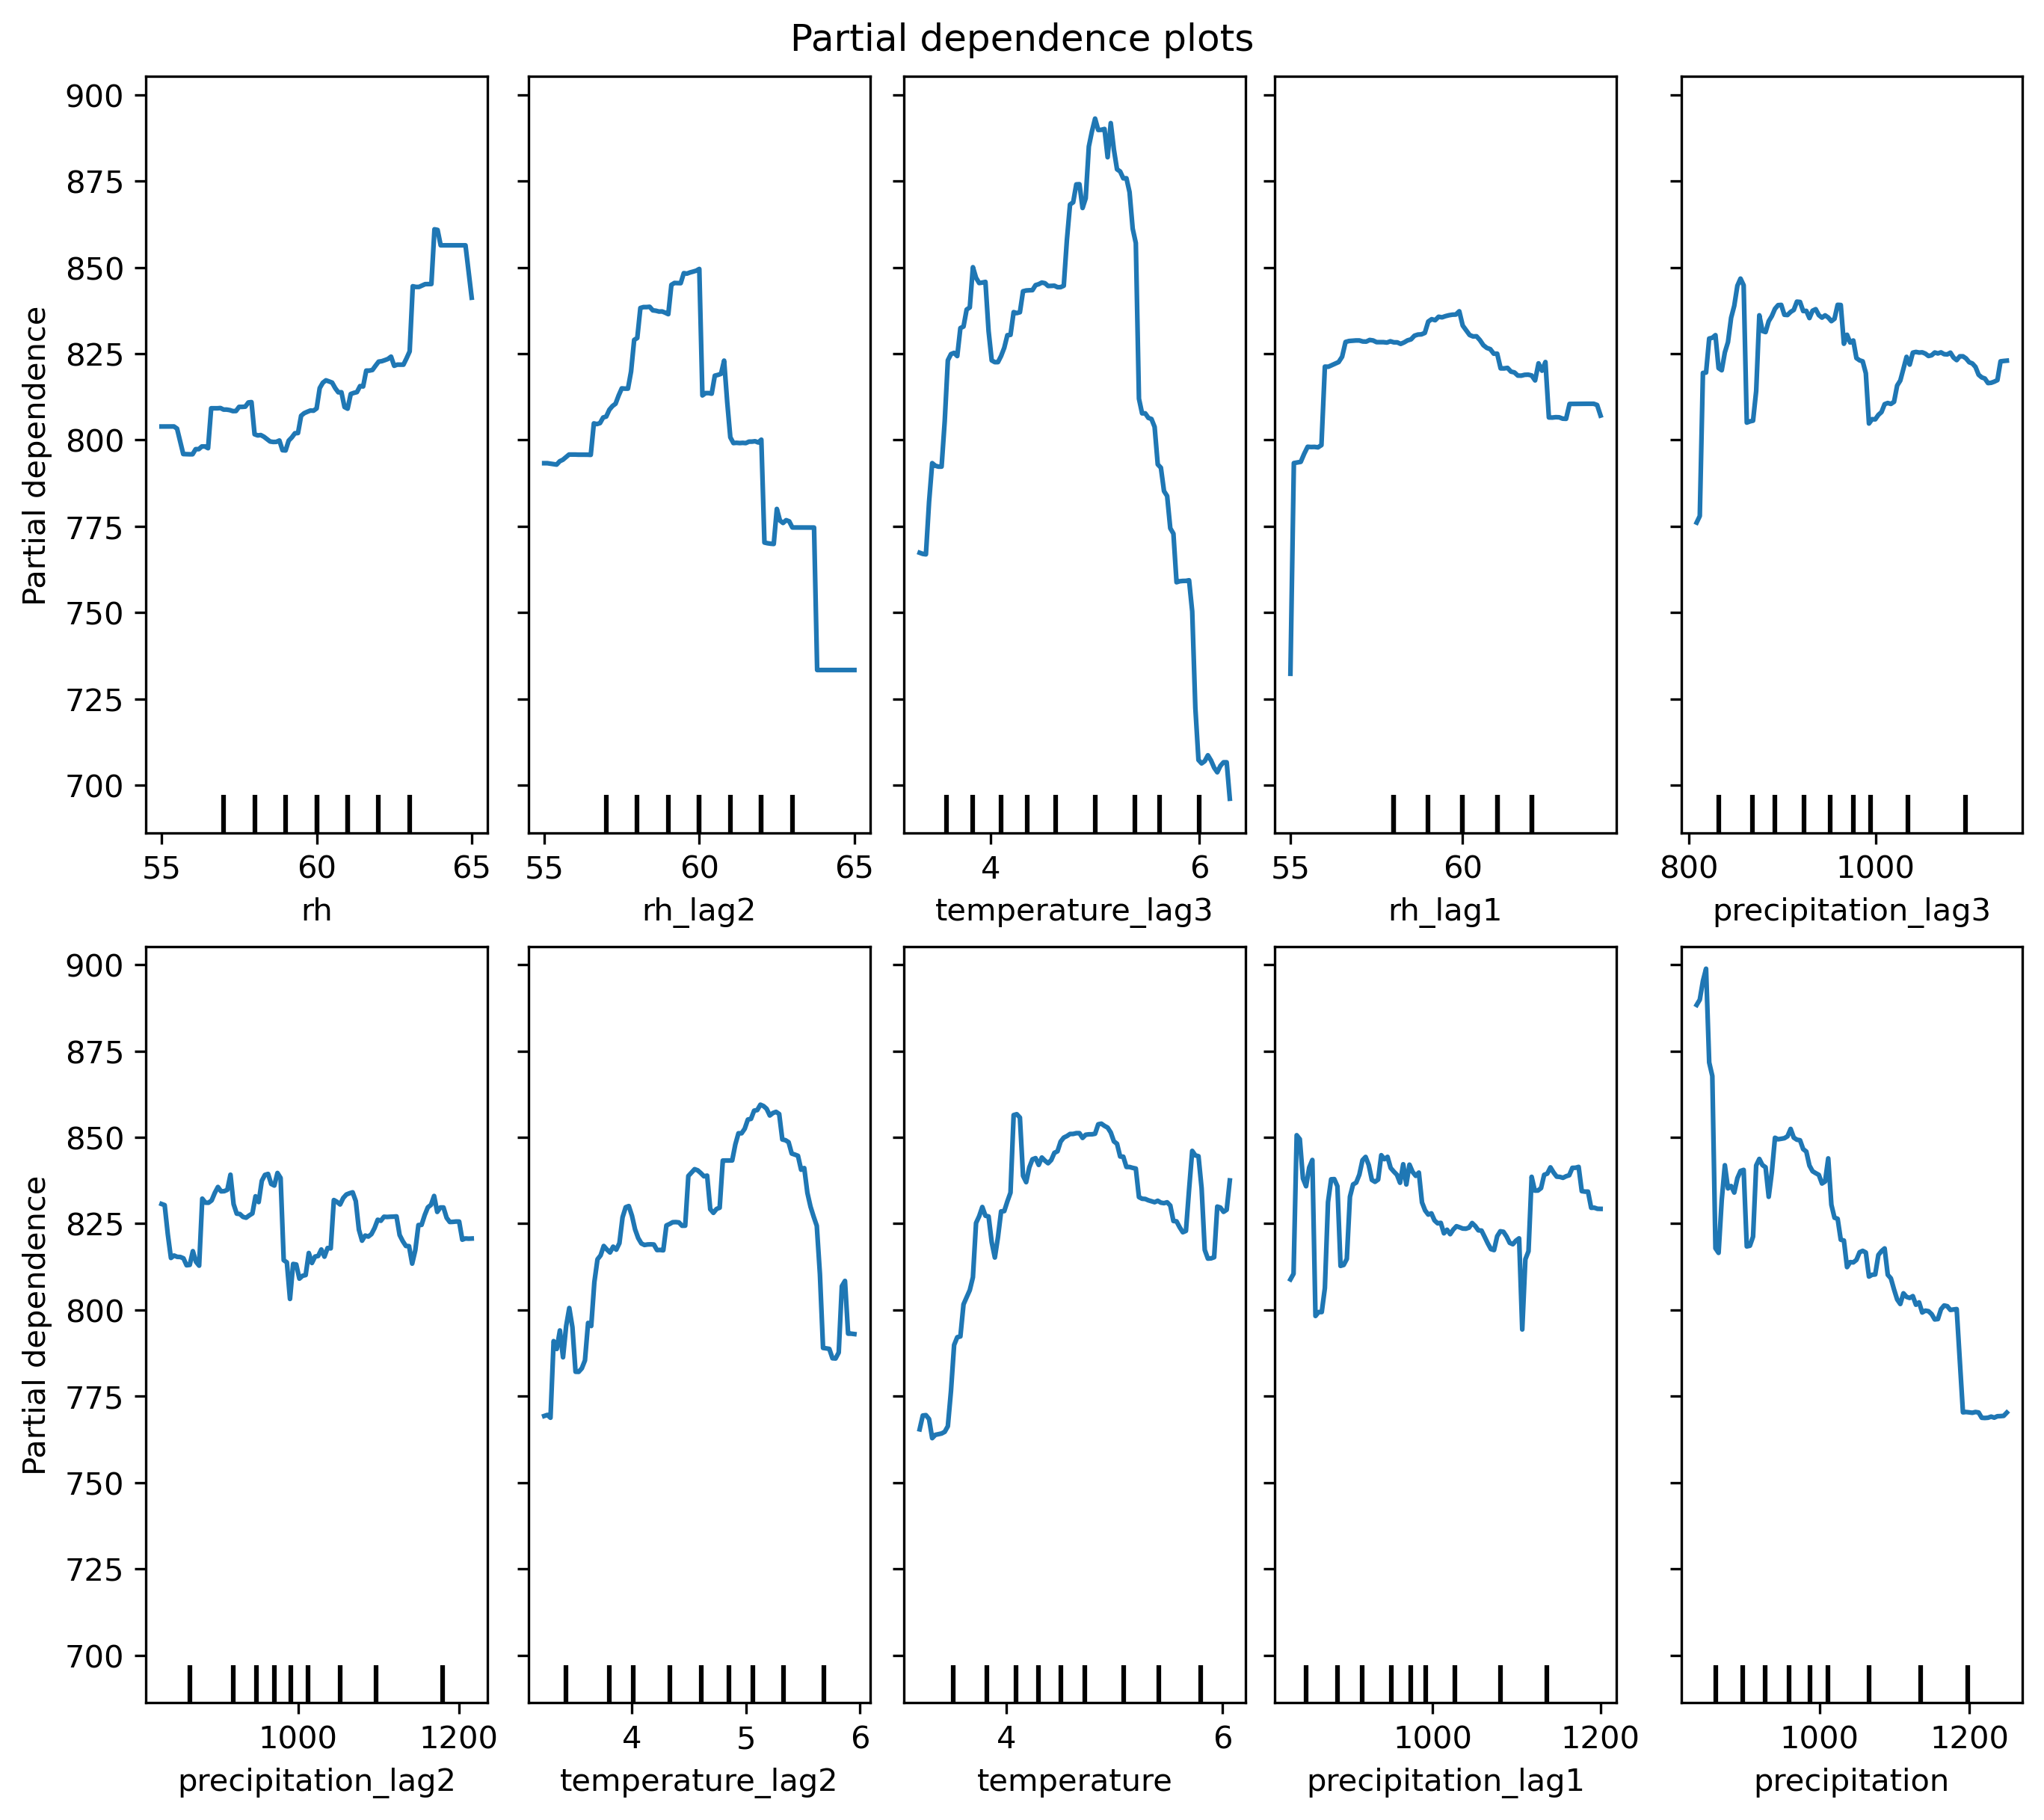 Partial dependence plots
900
875
850
825
800
775
750
725
700
Partial dependence
55 60 65
rh
55 60 65
rh_lag2
4 6
temperature_lag3
55 60
rh_lag1
800 1000
precipitation_lag3
900
875
850
825
800
775
750
725
700
Partial dependence
1000 1200
precipitation_lag2
4 5 6
temperature_lag2
4 6
temperature
1000 1200
precipitation_lag1
1000 1200
precipitation